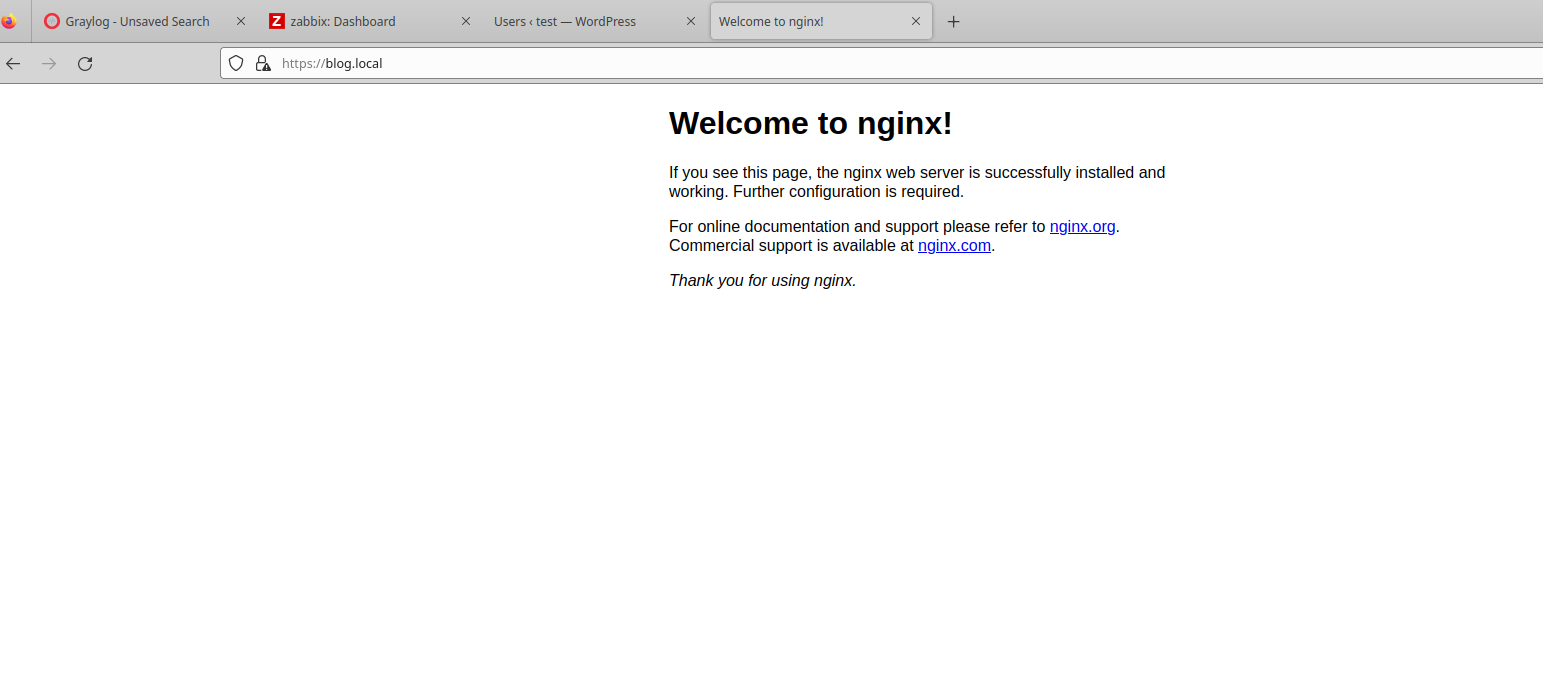 Graylog - Unsaved Search
Z zabbix: Dashboard
Users ‹ test — WordPress
Welcome to nginx!
https://blog.local
Welcome to nginx!
If you see this page, the nginx web server is successfully installed and
working. Further configuration is required.
For online documentation and support please refer to nginx.org.
Commercial support is available at nginx.com.
Thank you for using nginx.